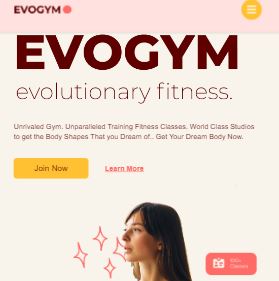 EVOGYM
EVOGYM
evolutionary fitness.
Unrivaled Gym. Unparalleled Training Fitness Classes. World Class Studios
to get the Body Shapes That you Dream of.. Get Your Dream Body Now.
Join Now Learn More
Classes